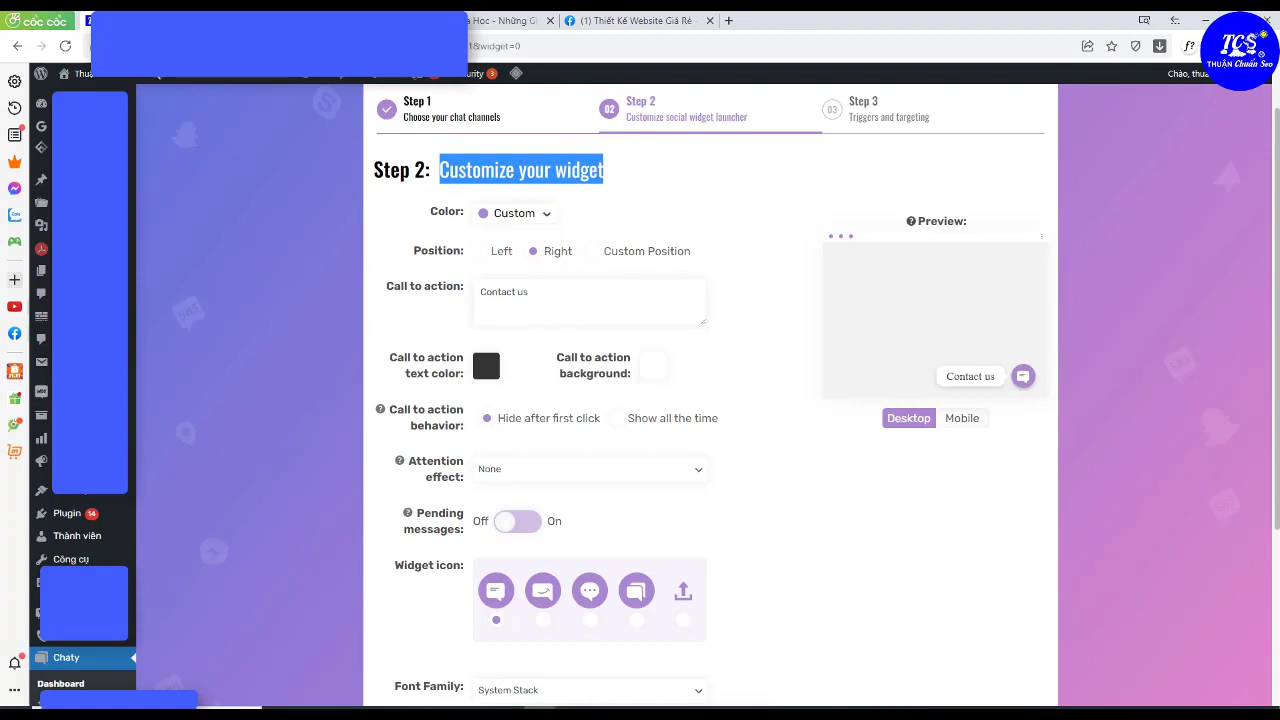 cốc cốc
Học - Những G
(1) Thiết Kế Website Giá Rẻ -
1&widget=0
TCS
THUẬN Chuẩn Seo
curity 3
Chào, thuậ
Step 1
Choose your chat channels
02
Step 2
Customize social widget launcher
03
Step 3
Triggers and targeting
Step 2: Customize your widget
Color:
Custom
Preview:
Position:
Left
Right
Custom Position
Call to action:
Contact us
Call to action text color:
Call to action background:
Contact us
Desktop
Mobile
Call to action behavior:
Hide after first click
Show all the time
Attention effect:
None
Pending messages:
Off
On
Widget icon:
Font Family:
System Stack
Plugin 14
Thành viên
Công cụ
Chaty
Dashboard